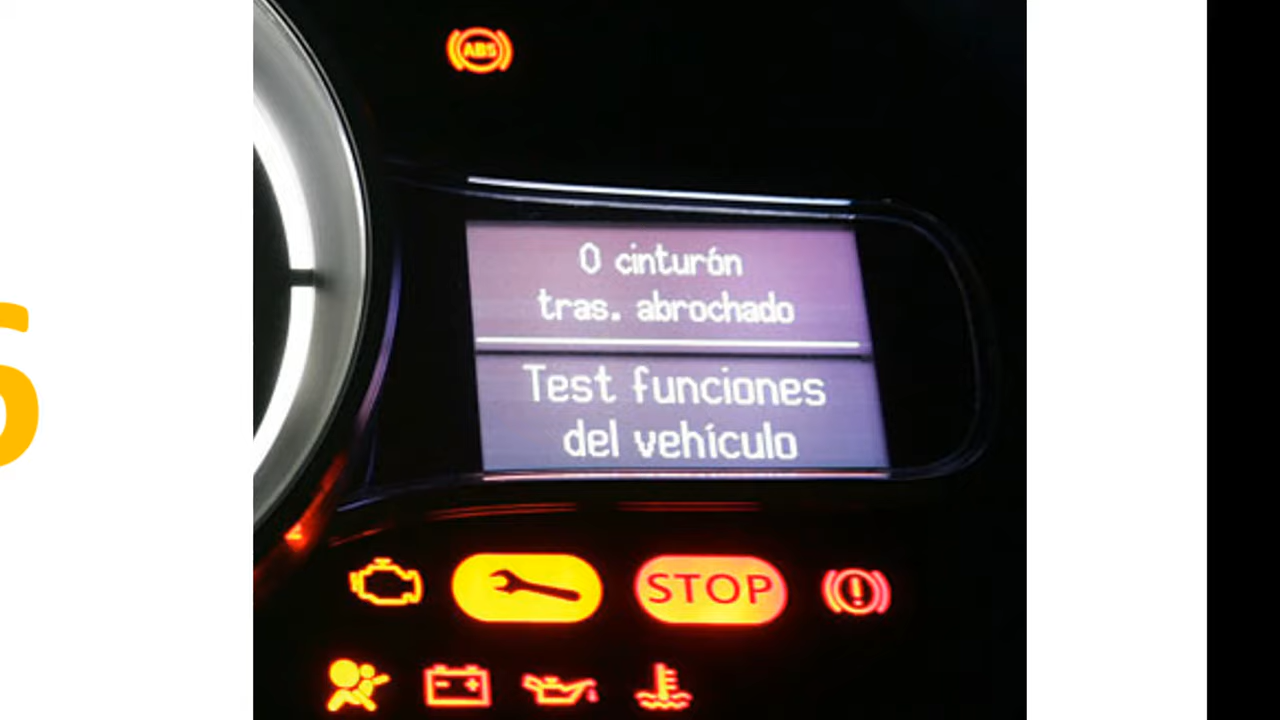 ABS
0 cinturón
tras. abrochado
Test funciones
del vehículo
STOP